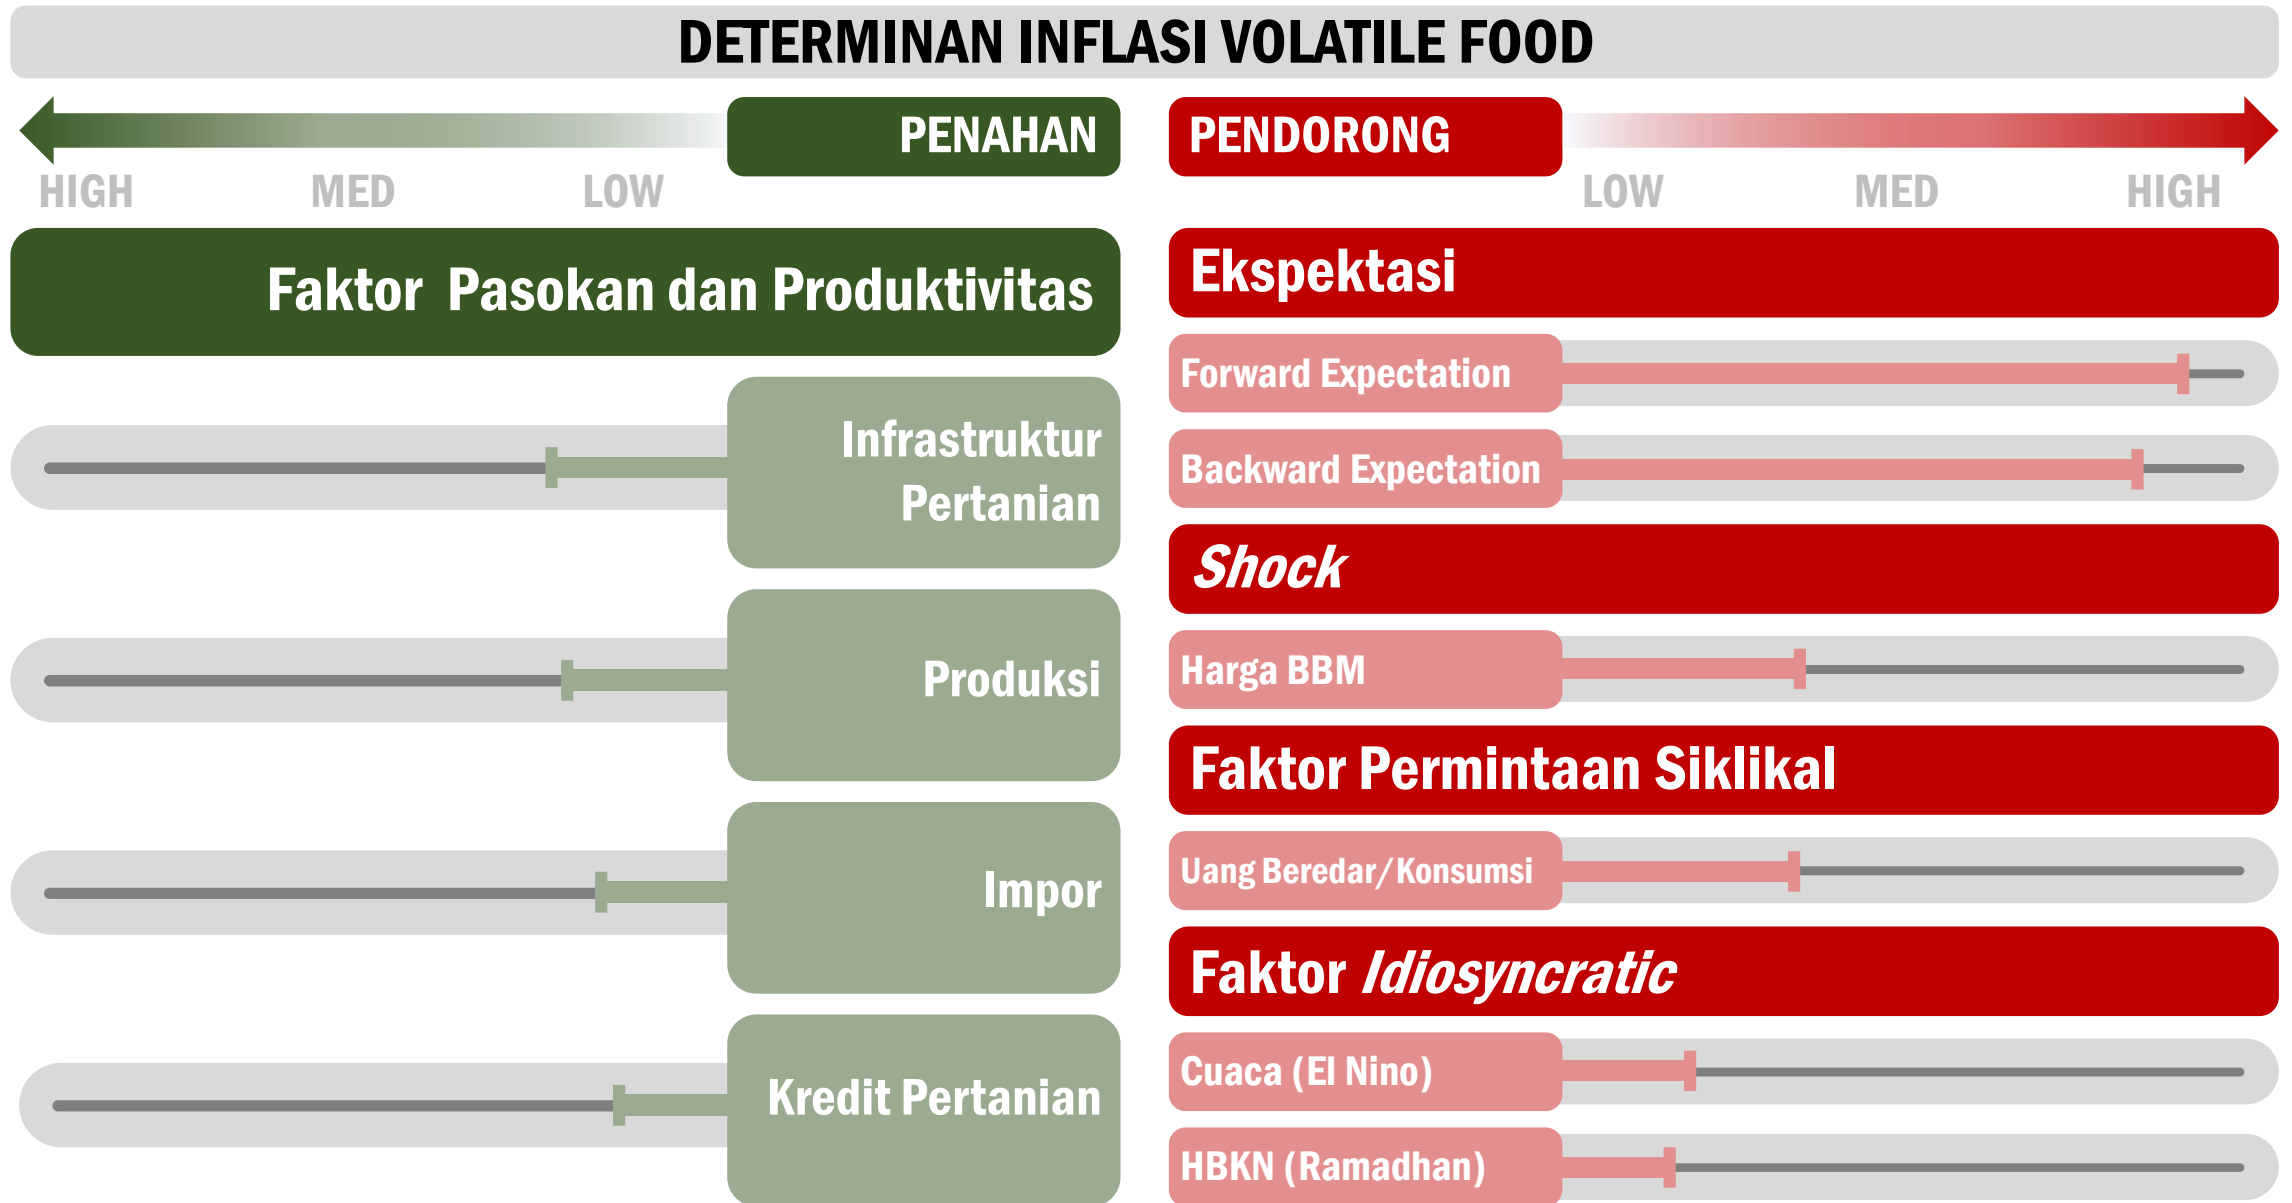 DETERMINAN INFLASI VOLATILE FOOD
PENAHAN
HIGH MED LOW
Faktor Pasokan dan Produktivitas
Infrastruktur
Pertanian
Produksi
Impor
Kredit Pertanian
PENDORONG
LOW MED HIGH
Ekspektasi
Forward Expectation
Backward Expectation
Shock
Harga BBM
Faktor Permintaan Siklikal
Uang Beredar/Konsumsi
Faktor Idiosyncratic
Cuaca (El Nino)
HBKN (Ramadhan)